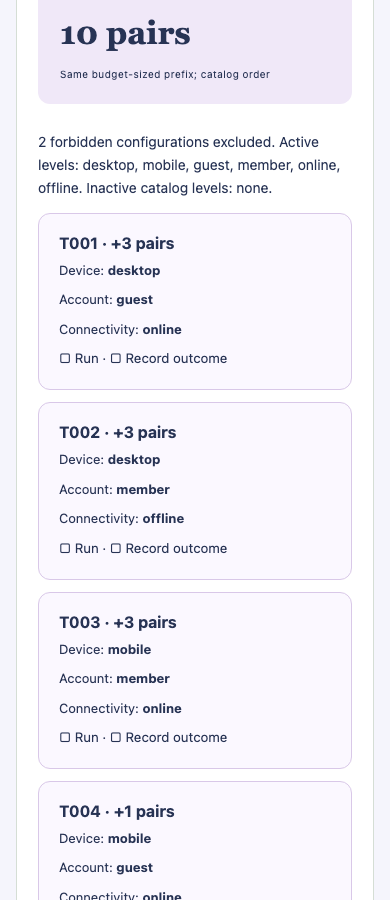 10 pairs
Same budget-sized prefix; catalog order
2 forbidden configurations excluded. Active
levels: desktop, mobile, guest, member, online,
offline. Inactive catalog levels: none.
T001 · +3 pairs
Device: desktop
Account: guest
Connectivity: online
☐ Run · ☐ Record outcome
T002 · +3 pairs
Device: desktop
Account: member
Connectivity: offline
☐ Run · ☐ Record outcome
T003 · +3 pairs
Device: mobile
Account: member
Connectivity: online
☐ Run · ☐ Record outcome
T004 · +1 pairs
Device: mobile
Account: guest
Connectivity: online